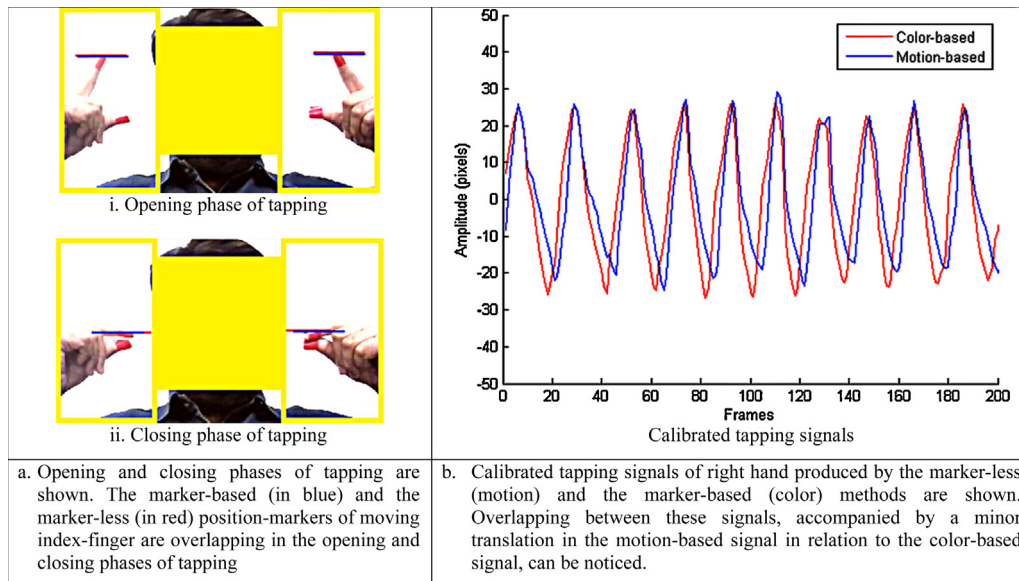 i. Opening phase of tapping
ii. Closing phase of tapping
50
40
30
20
10
0
-10
-20
-30
-40
-50
Amplitude (pixels)
Color-based
Motion-based
0 20 40 60 80 100 120 140 160 180 200
Frames
Calibrated tapping signals
a. Opening and closing phases of tapping are
shown. The marker-based (in blue) and the
marker-less (in red) position-markers of moving
index-finger are overlapping in the opening and
closing phases of tapping
b. Calibrated tapping signals of right hand produced by the marker-less
(motion) and the marker-based (color) methods are shown.
Overlapping between these signals, accompanied by a minor
translation in the motion-based signal in relation to the color-based
signal, can be noticed.